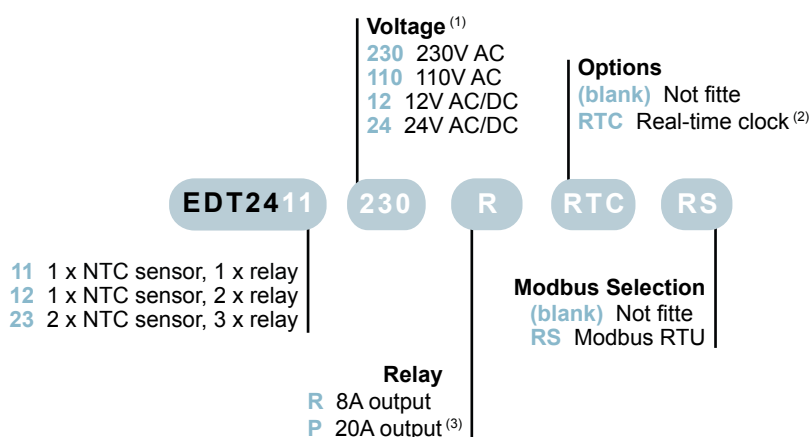 Voltage (1)
230 230V AC
110 110V AC
12 12V AC/DC
24 24V AC/DC
Options
(blank) Not fitte
RTC Real-time clock (2)
EDT2411 230 R RTC RS
11 1 x NTC sensor, 1 x relay
12 1 x NTC sensor, 2 x relay
23 2 x NTC sensor, 3 x relay
Modbus Selection
(blank) Not fitte
RS Modbus RTU
Relay
R 8A output
P 20A output (3)